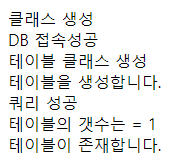 클래스 생성
DB 접속성공
테이블 클래스 생성
테이블을 생성합니다.
쿼리 성공
테이블의 갯수는 = 1
테이블이 존재합니다.